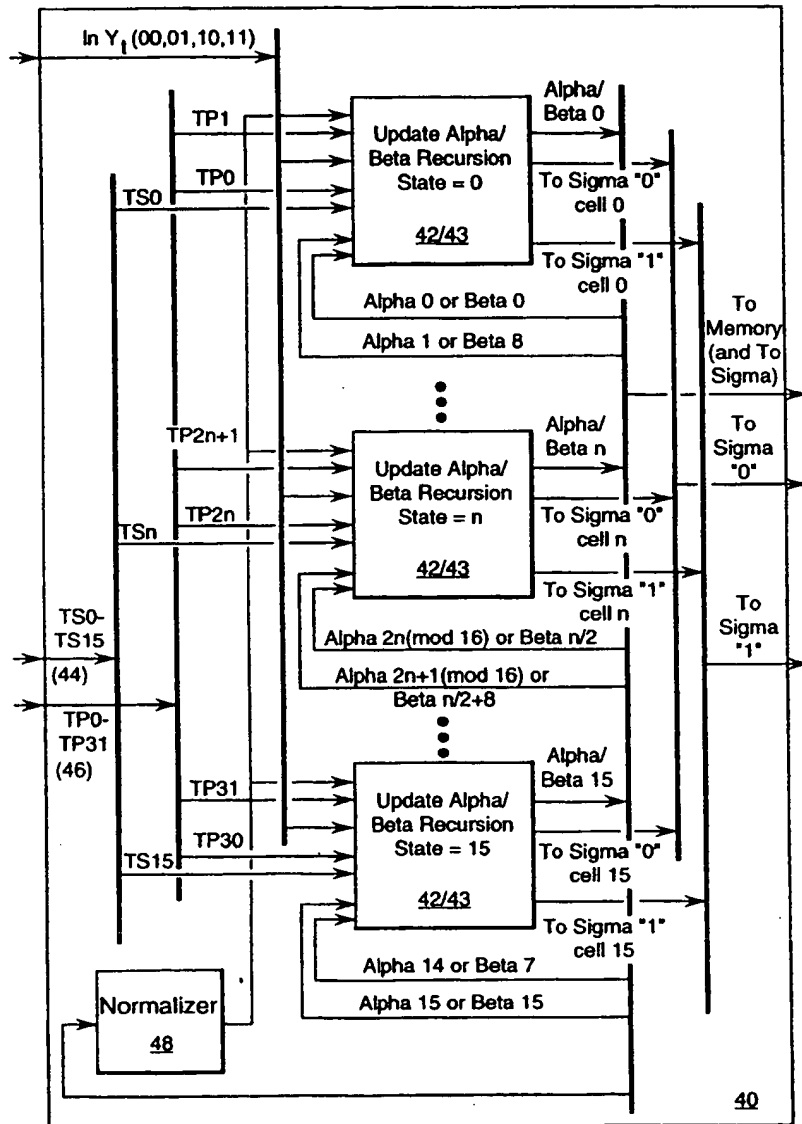 In Yt (00,01,10,11)
TP1
TP0
TS0
Update Alpha/
Beta Recursion
State = 0
42/43
Alpha/
Beta 0
To Sigma "0"
cell 0
To Sigma "1"
cell 0
Alpha 0 or Beta 0
Alpha 1 or Beta 8
To
Memory
(and To
Sigma)
TP2n+1
TP2n
TSn
Update Alpha/
Beta Recursion
State = n
42/43
Alpha/
Beta n
To Sigma "0"
cell n
To Sigma "1"
cell n
To
Sigma
"0"
Alpha 2n(mod 16) or Beta n/2
Alpha 2n+1(mod 16) or
Beta n/2+8
To
Sigma
"1"
TS0-
TS15
(44)
TP0-
TP31
(46)
TP31
TP30
TS15
Update Alpha/
Beta Recursion
State = 15
42/43
Alpha/
Beta 15
To Sigma "0"
cell 15
To Sigma "1"
cell 15
Alpha 14 or Beta 7
Alpha 15 or Beta 15
Normalizer
48
40